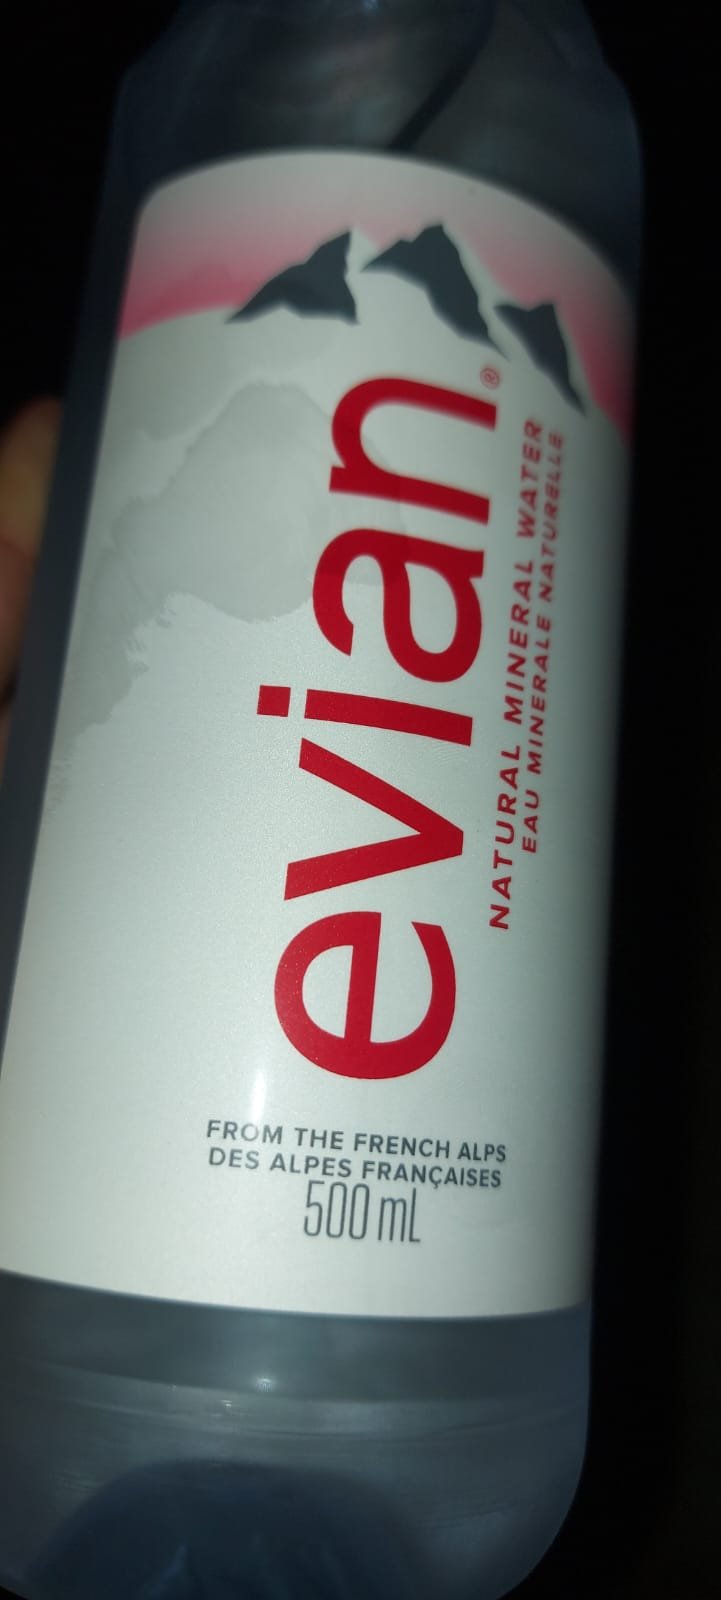 evian®
NATURAL MINERAL WATER
EAU MINERALE NATURELLE
FROM THE FRENCH ALPS
DES ALPES FRANÇAISES
500 mL